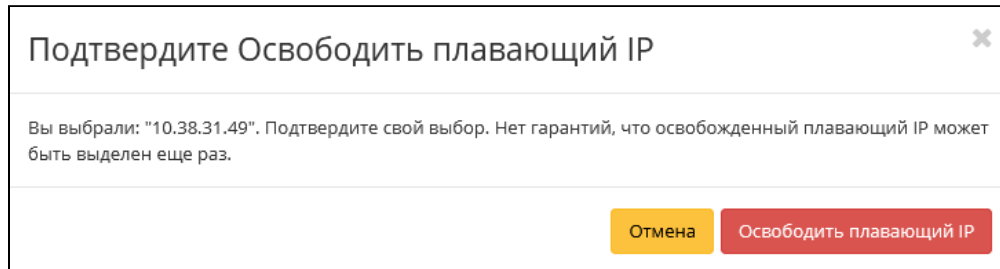 Подтвердите Освободить плавающий IP
Вы выбрали: "10.38.31.49". Подтвердите свой выбор. Нет гарантий, что освобожденный плавающий IP может
быть выделен еще раз.
Отмена
Освободить плавающий IP